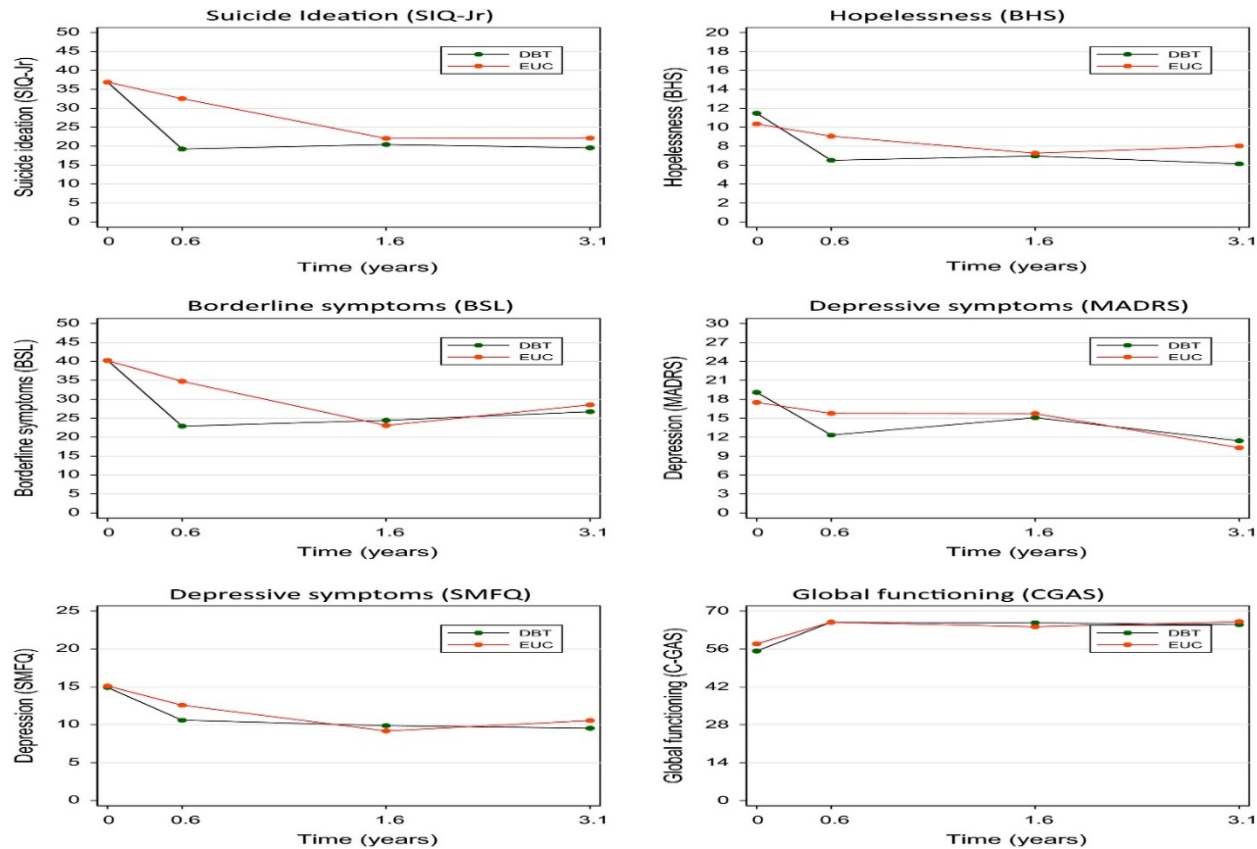 Suicide Ideation (SIQ-Jr)
Suicide ideation (SIQ-Jr)
50
45
40
35
30
25
20
15
10
5
0
DBT
EUC
0 0.6 1.6 3.1
Time (years)
Hopelessness (BHS)
Hopelessness (BHS)
20
18
16
14
12
10
8
6
4
2
0
DBT
EUC
0 0.6 1.6 3.1
Time (years)
Borderline symptoms (BSL)
Borderline symptoms (BSL)
50
45
40
35
30
25
20
15
10
5
0
DBT
EUC
0 0.6 1.6 3.1
Time (years)
Depressive symptoms (MADRS)
Depression (MADRS)
30
27
24
21
18
15
12
9
6
3
0
DBT
EUC
0 0.6 1.6 3.1
Time (years)
Depressive symptoms (SMFQ)
Depression (SMFQ)
25
20
15
10
5
0
DBT
EUC
0 0.6 1.6 3.1
Time (years)
Global functioning (CGAS)
Global functioning (C-GAS)
70
56
42
28
14
0
DBT
EUC
0 0.6 1.6 3.1
Time (years)